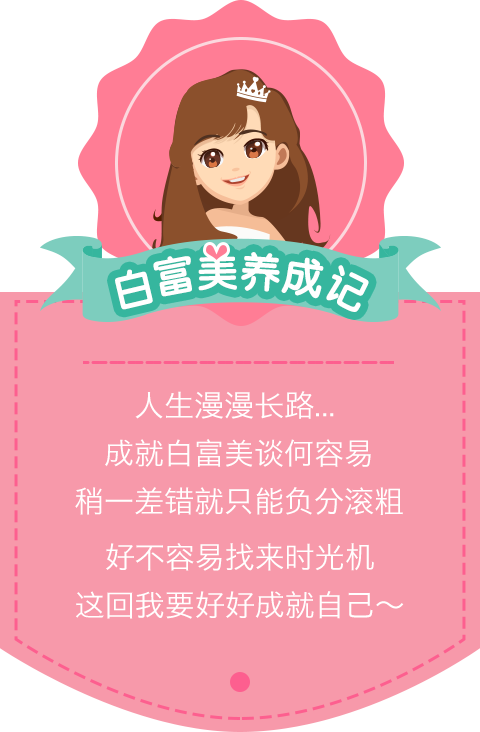 白富美养成记
人生漫漫长路...
成就白富美谈何容易
稍一差错就只能负分滚粗
好不容易找来时光机
这回我要好好成就自己～